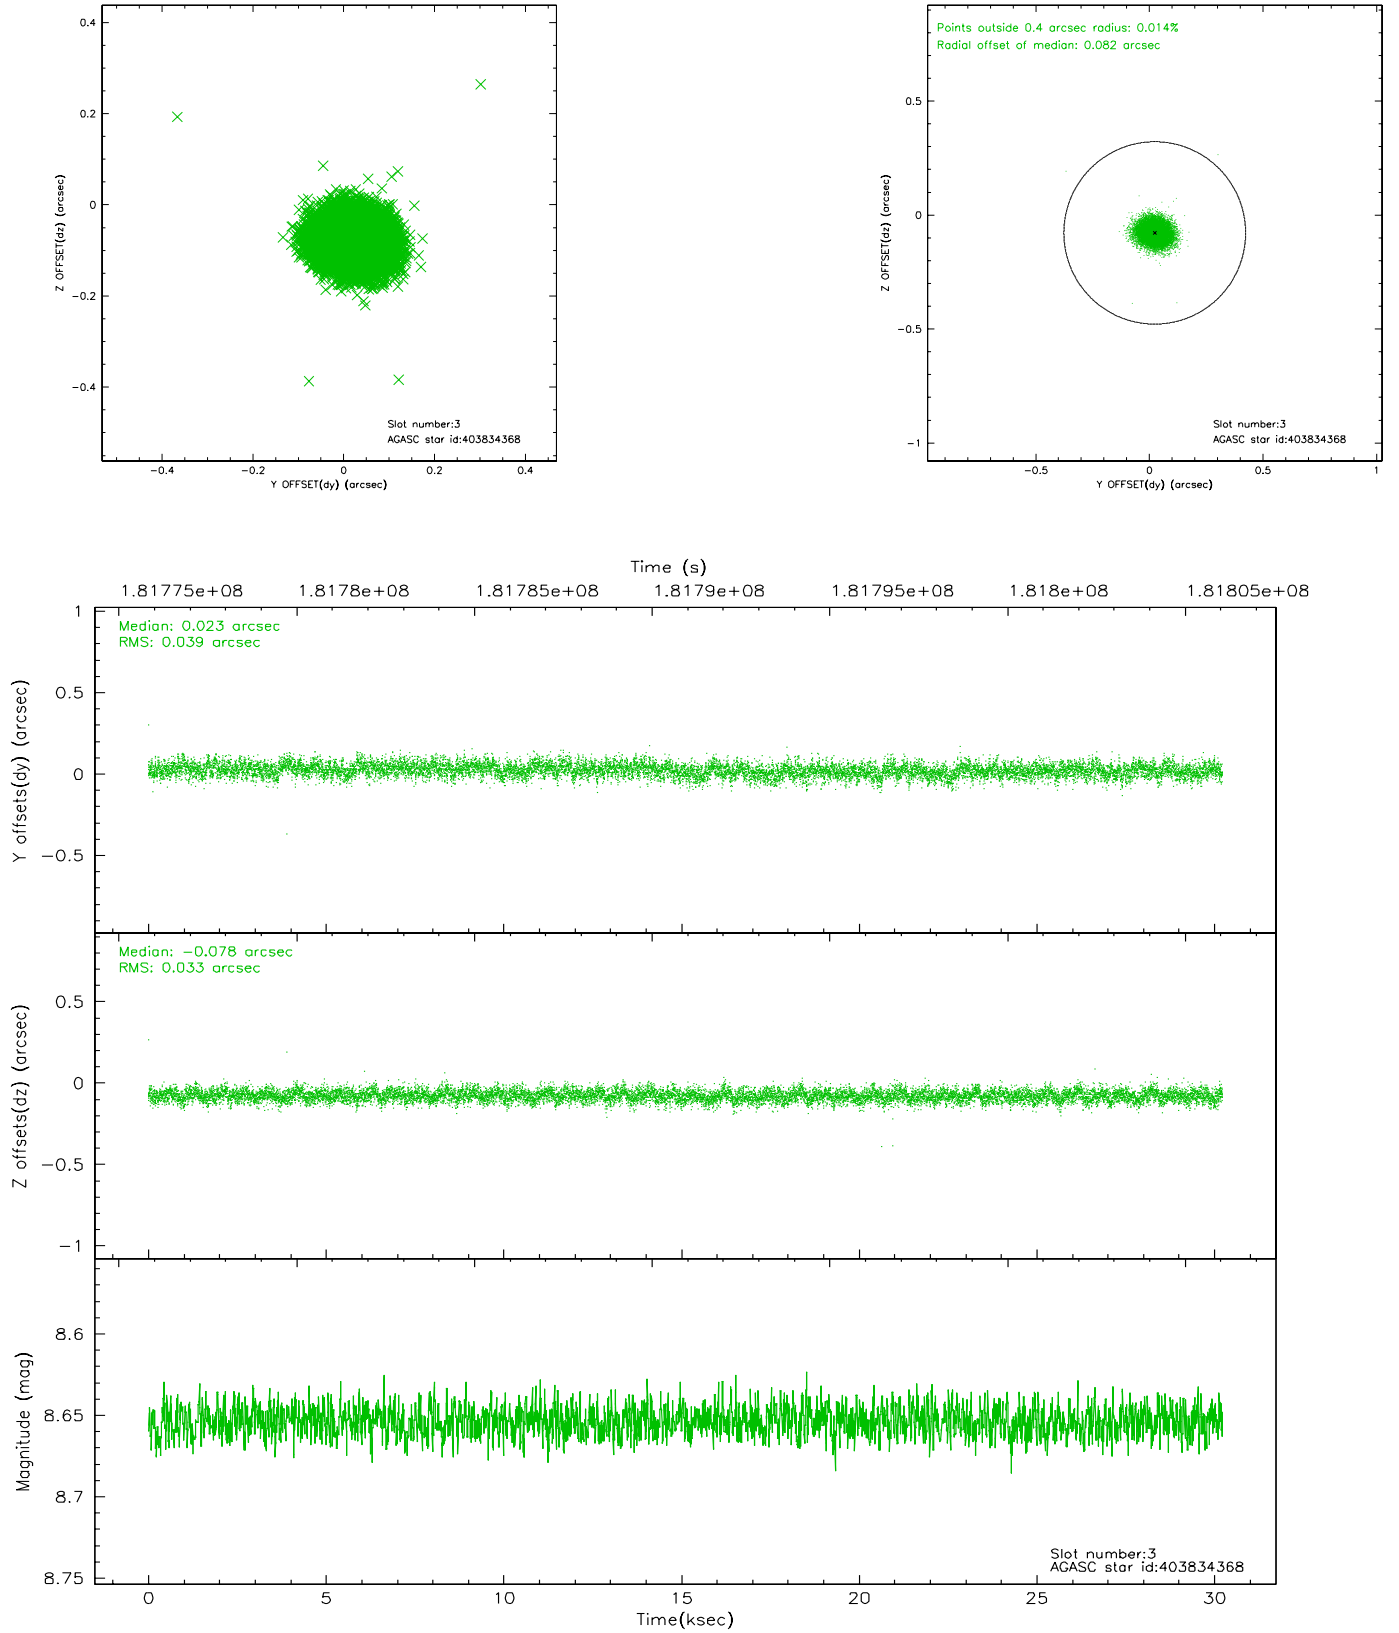 0.4
0.2
0
−0.2
−0.4
Z OFFSET(dz) (arcsec)
−0.4
−0.2
0
0.2
0.4
Y OFFSET(dy) (arcsec)
Slot number:3
AGASC star id:403834368
Points outside 0.4 arcsec radius: 0.014%
Radial offset of median: 0.082 arcsec
0.5
0
−0.5
−1
Z OFFSET(dz) (arcsec)
−0.5
0
0.5
1
Y OFFSET(dy) (arcsec)
Slot number:3
AGASC star id:403834368
Time (s)
1.81775e+08
1.8178e+08
1.81785e+08
1.8179e+08
1.81795e+08
1.818e+08
1.81805e+08
Median: 0.023 arcsec
RMS: 0.039 arcsec
1
0.5
0
−0.5
Y offsets(dy) (arcsec)
Median: −0.078 arcsec
RMS: 0.033 arcsec
0.5
0
−0.5
−1
Z offsets(dz) (arcsec)
8.6
8.65
8.7
8.75
Magnitude (mag)
Slot number:3
AGASC star id:403834368
0
5
10
15
20
25
30
Time(ksec)